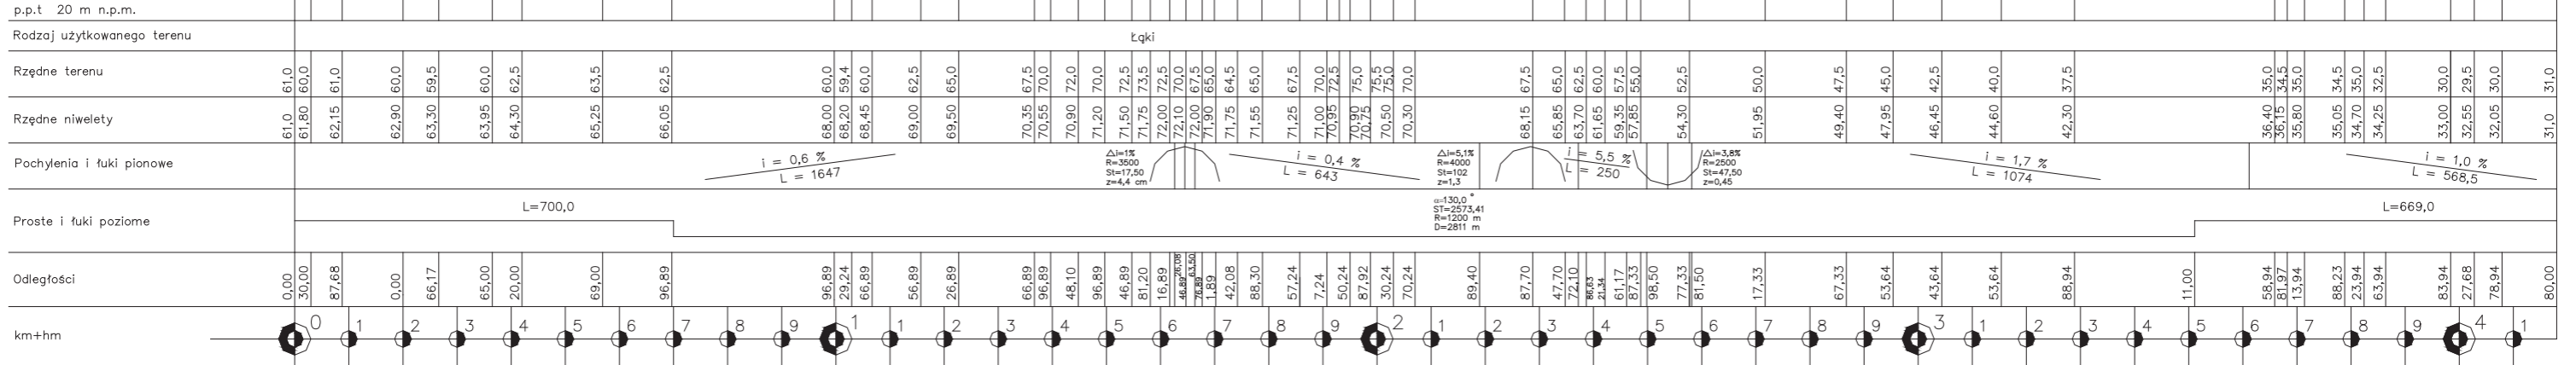 p.p.t 20 m n.p.m.
Rodzaj użytkowanego terenu
Łąki
Rzędne terenu
61,0 60,0 61,0 60,0 59,5 60,0 62,5 63,5 62,5 60,0 59,4 60,0 62,5 65,0 67,5 70,0 72,0 70,0 72,5 73,5 72,5 70,0 67,5 65,0 64,5 65,0 67,5 70,0 72,5 75,0 75,5 75,0 70,0 67,5 65,0 62,5 60,0 57,5 55,0 52,5 50,0 47,5 45,0 42,5 40,0 37,5 35,0 34,5 35,0 34,5 35,0 32,5 30,0 29,5 30,0 31,0
Rzędne niwelety
61,0 61,80 62,15 62,90 63,30 63,95 64,30 65,25 66,05 68,00 68,20 68,45 69,00 69,50 70,35 70,55 70,90 71,20 71,50 71,75 72,00 72,10 72,00 71,90 71,75 71,55 71,25 71,00 70,95 70,90 70,75 70,50 70,30 68,15 65,85 63,70 61,65 59,35 57,85 54,30 51,95 49,40 47,95 46,45 44,60 42,30 36,40 36,15 35,80 35,05 34,70 34,25 33,00 32,55 32,05 31,0
Pochylenia i łuki pionowe
i = 0,6 %
L = 1647
△i=1%
R=3500
St=17,50
z=4,4 cm
i = 0,4 %
L = 643
△i=5,1%
R=4000
St=102
z=1,3
i = 5,5 %
L = 250
△i=3,8%
R=2500
St=47,50
z=0,45
i = 1,7 %
L = 1074
i = 1,0 %
L = 568,5
Proste i łuki poziome
L=700,0
α=130,0 °
ST=2573,41
R=1200 m
D=2811 m
L=669,0
Odległości
0,00 30,00 87,68 0,00 66,17 65,00 20,00 69,00 96,89 96,89 29,24 66,89 56,89 26,89 66,89 96,89 48,10 96,89 46,89 81,20 16,89 46,89 26,08 63,50 76,89 1,89 42,08 88,30 57,24 7,24 50,24 87,92 30,24 70,24 89,40 87,70 47,70 72,10 86,63 21,34 61,17 87,33 98,50 77,33 81,50 17,33 67,33 53,64 43,64 53,64 88,94 11,00 58,94 81,97 13,94 88,23 23,94 63,94 83,94 27,68 78,94 80,00
km+hm
0 1 2 3 4 5 6 7 8 9 1 1 2 3 4 5 6 7 8 9 2 1 2 3 4 5 6 7 8 9 3 1 2 3 4 5 6 7 8 9 4 1